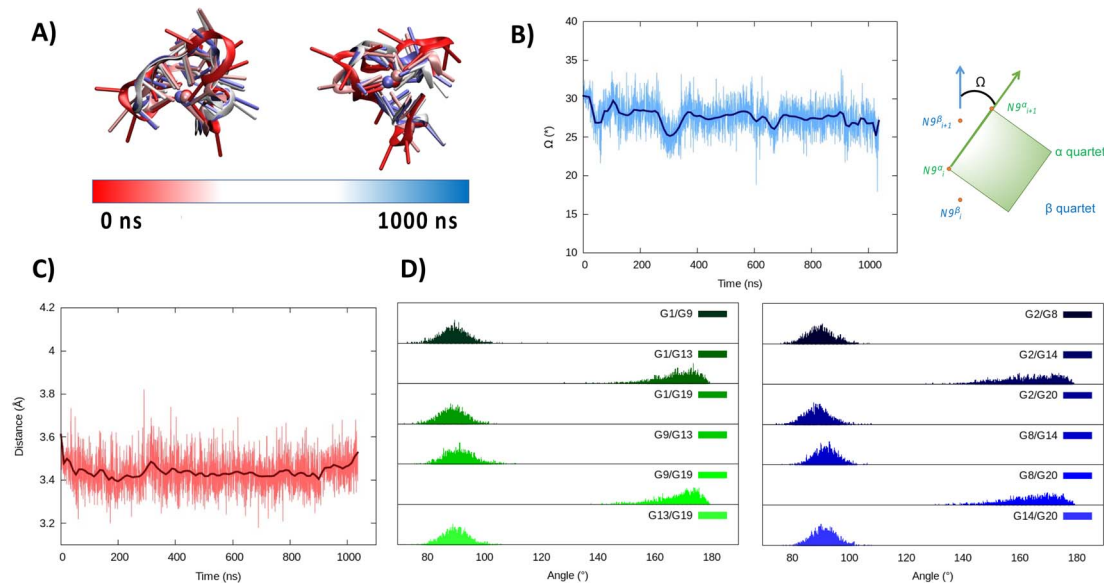 A)
0 ns
1000 ns
B)
40
35
30
25
20
15
10
Ω (°)
0
200
400
600
800
1000
Time (ns)
Ω
N9αi+1
N9βi+1
N9αi
α quartet
N9βi
β quartet
C)
4.2
4
3.8
3.6
3.4
3.2
Distance (Å)
0
200
400
600
800
1000
Time (ns)
D)
G1/G9
G1/G13
G1/G19
G9/G13
G9/G19
G13/G19
80
100
120
140
160
180
Angle (°)
G2/G8
G2/G14
G2/G20
G8/G14
G8/G20
G14/G20
80
100
120
140
160
180
Angle (°)